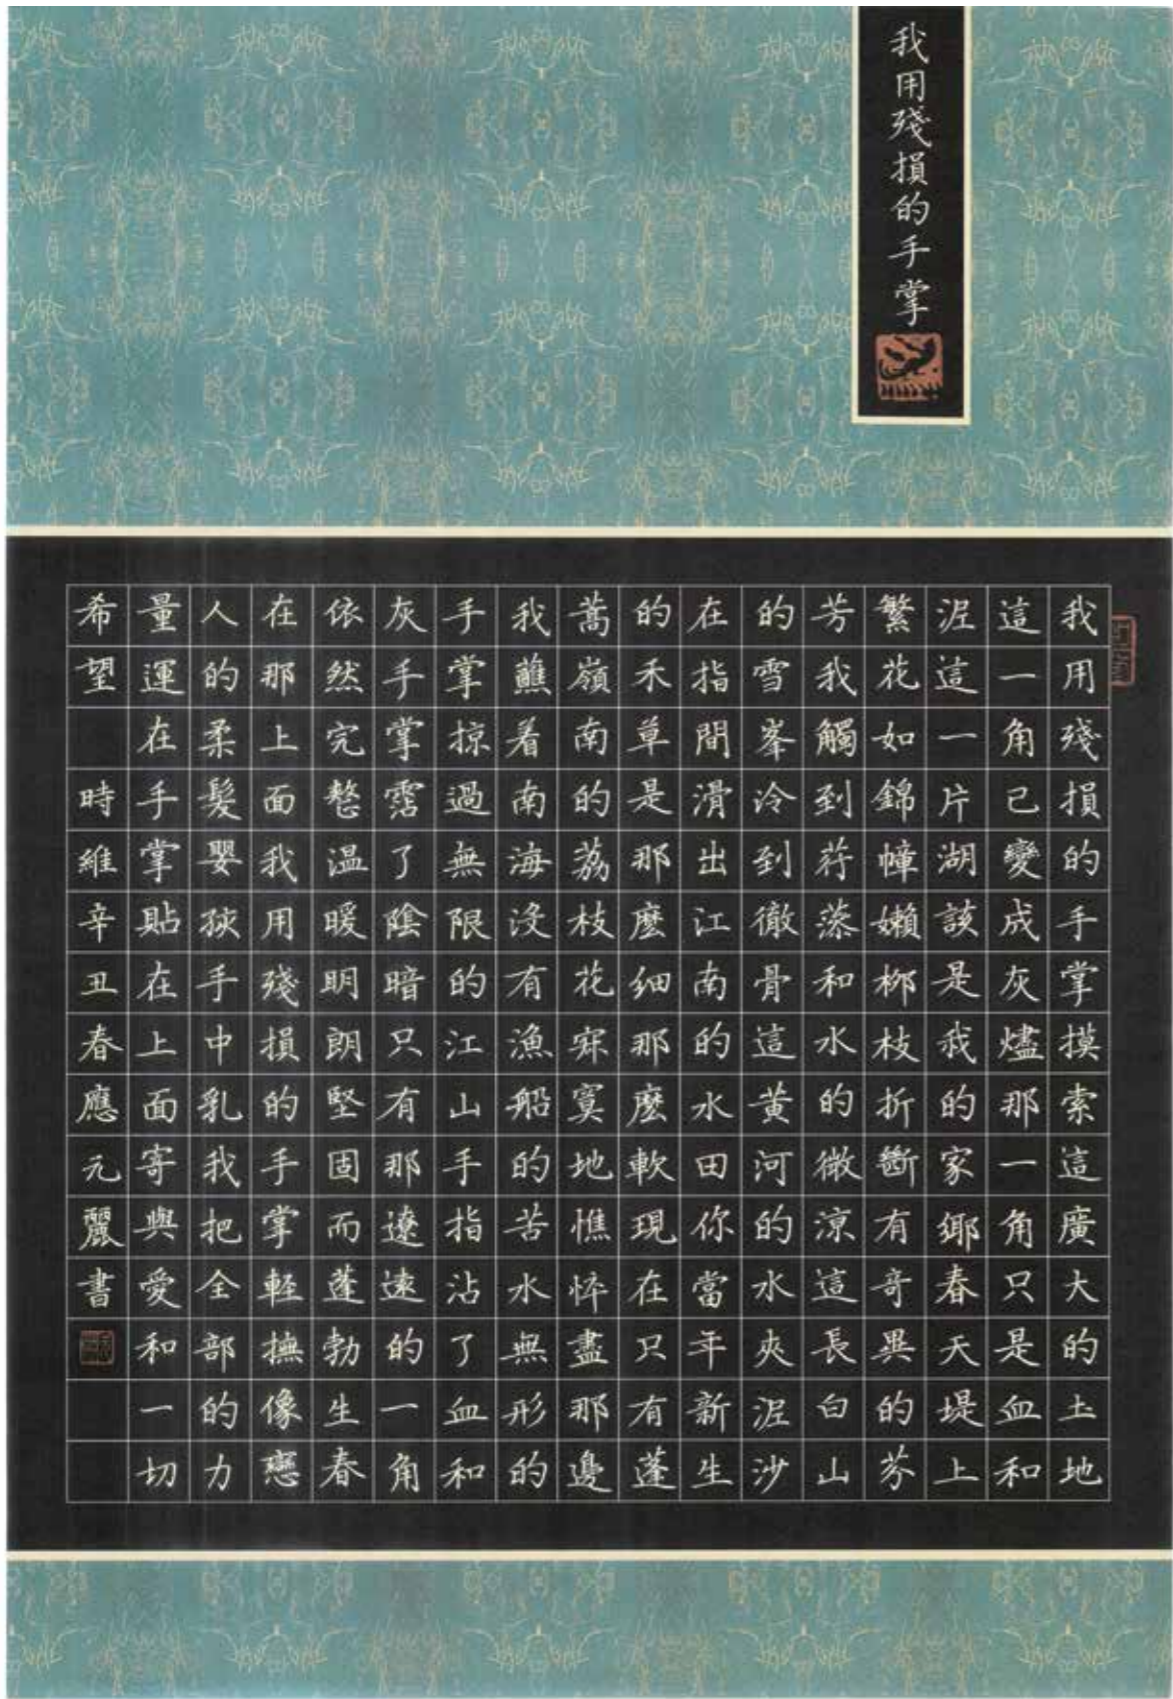 我用殘損的手掌
我用殘損的手掌摸索這廣大的土地
這一角已變成灰燼那一角只是血和
泥這一片湖該是我的家鄉春天堤上
繁花如錦幛嫩柳枝折斷有奇異的芬
芳我觸到荇藻和水的微涼這長白山
的雪峯冷到徹骨這黃河的水夾泥沙
在指間滑出江南的水田你當年新生
的禾草是那麼細那麼軟現在只有蓬
蒿嶺南的荔枝花寂寞地憔悴盡那邊
我蘸着南海沒有漁船的苦水無形的
手掌掠過無限的江山手指沾了血和
灰手掌霑了陰暗只有那遼遠的一角
依然完整溫暖明朗堅固而蓬勃生春
在那上面我用殘損的手掌輕撫像戀
人的柔髮嬰孩手中乳我把全部的力
量運在手掌貼在上面寄與愛和一切
希望 時維辛丑春應元麗書